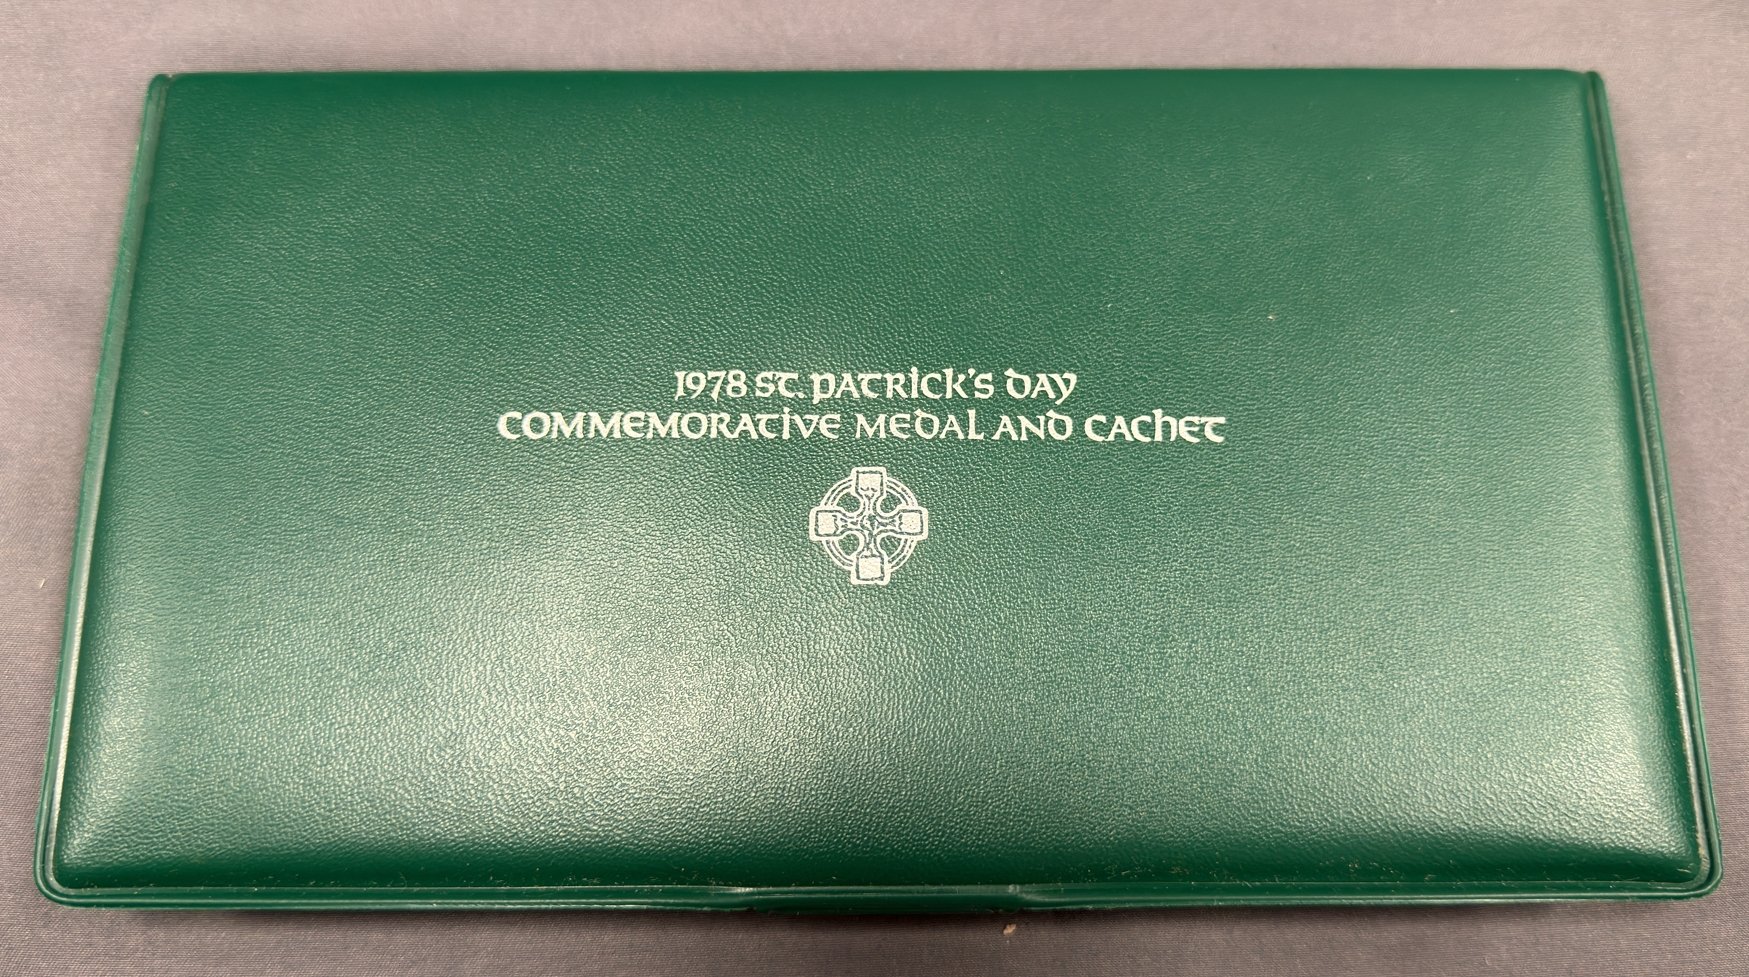 1978 St. Patrick's Day
Commemorative Medal and Cachet